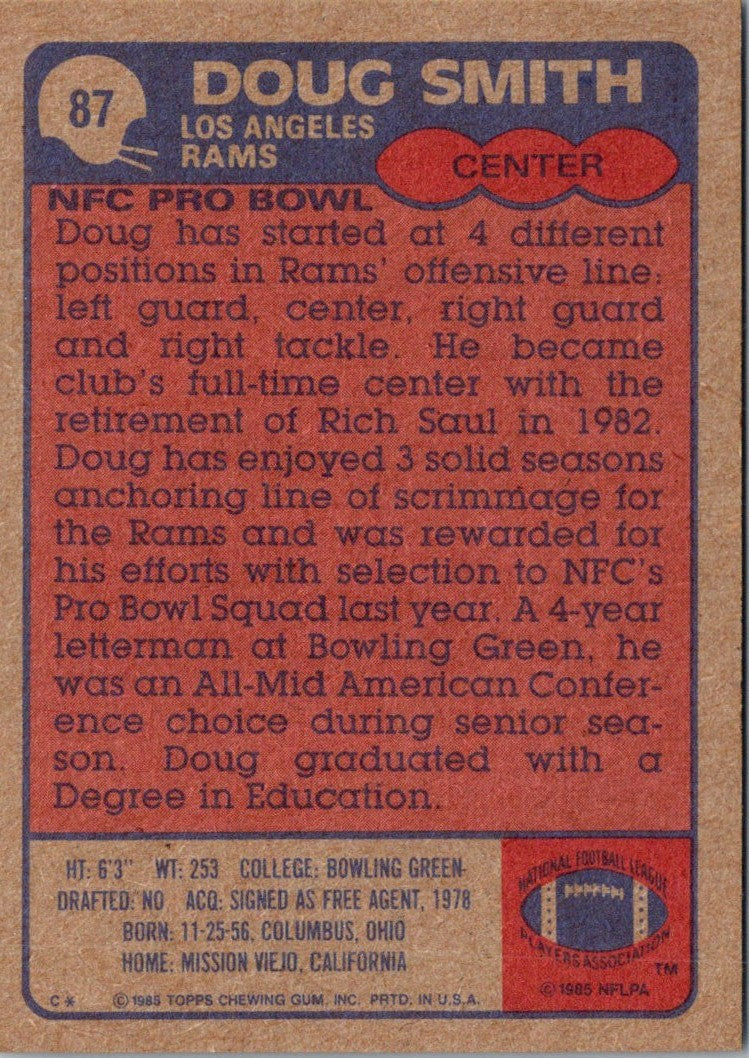 87
DOUG SMITH
LOS ANGELES
RAMS
CENTER
NFC PRO BOWL
Doug has started at 4 different
positions in Rams' offensive line:
left guard, center, right guard
and right tackle. He became
club's full-time center with the
retirement of Rich Saul in 1982.
Doug has enjoyed 3 solid seasons
anchoring line of scrimmage for
the Rams and was rewarded for
his efforts with selection to NFC's
Pro Bowl Squad last year. A 4-year
letterman at Bowling Green, he
was an All-Mid American Confer-
ence choice during senior sea-
son. Doug graduated with a
Degree in Education.
HT: 6'3" WT: 253 COLLEGE: BOWLING GREEN
DRAFTED: NO ACQ: SIGNED AS FREE AGENT, 1978
BORN: 11-25-56, COLUMBUS, OHIO
HOME: MISSION VIEJO, CALIFORNIA
C* © 1985 TOPPS CHEWING GUM, INC. PRTD. IN U.S.A.
NATIONAL FOOTBALL LEAGUE
PLAYERS ASSOCIATION
TM
© 1985 NFLPA